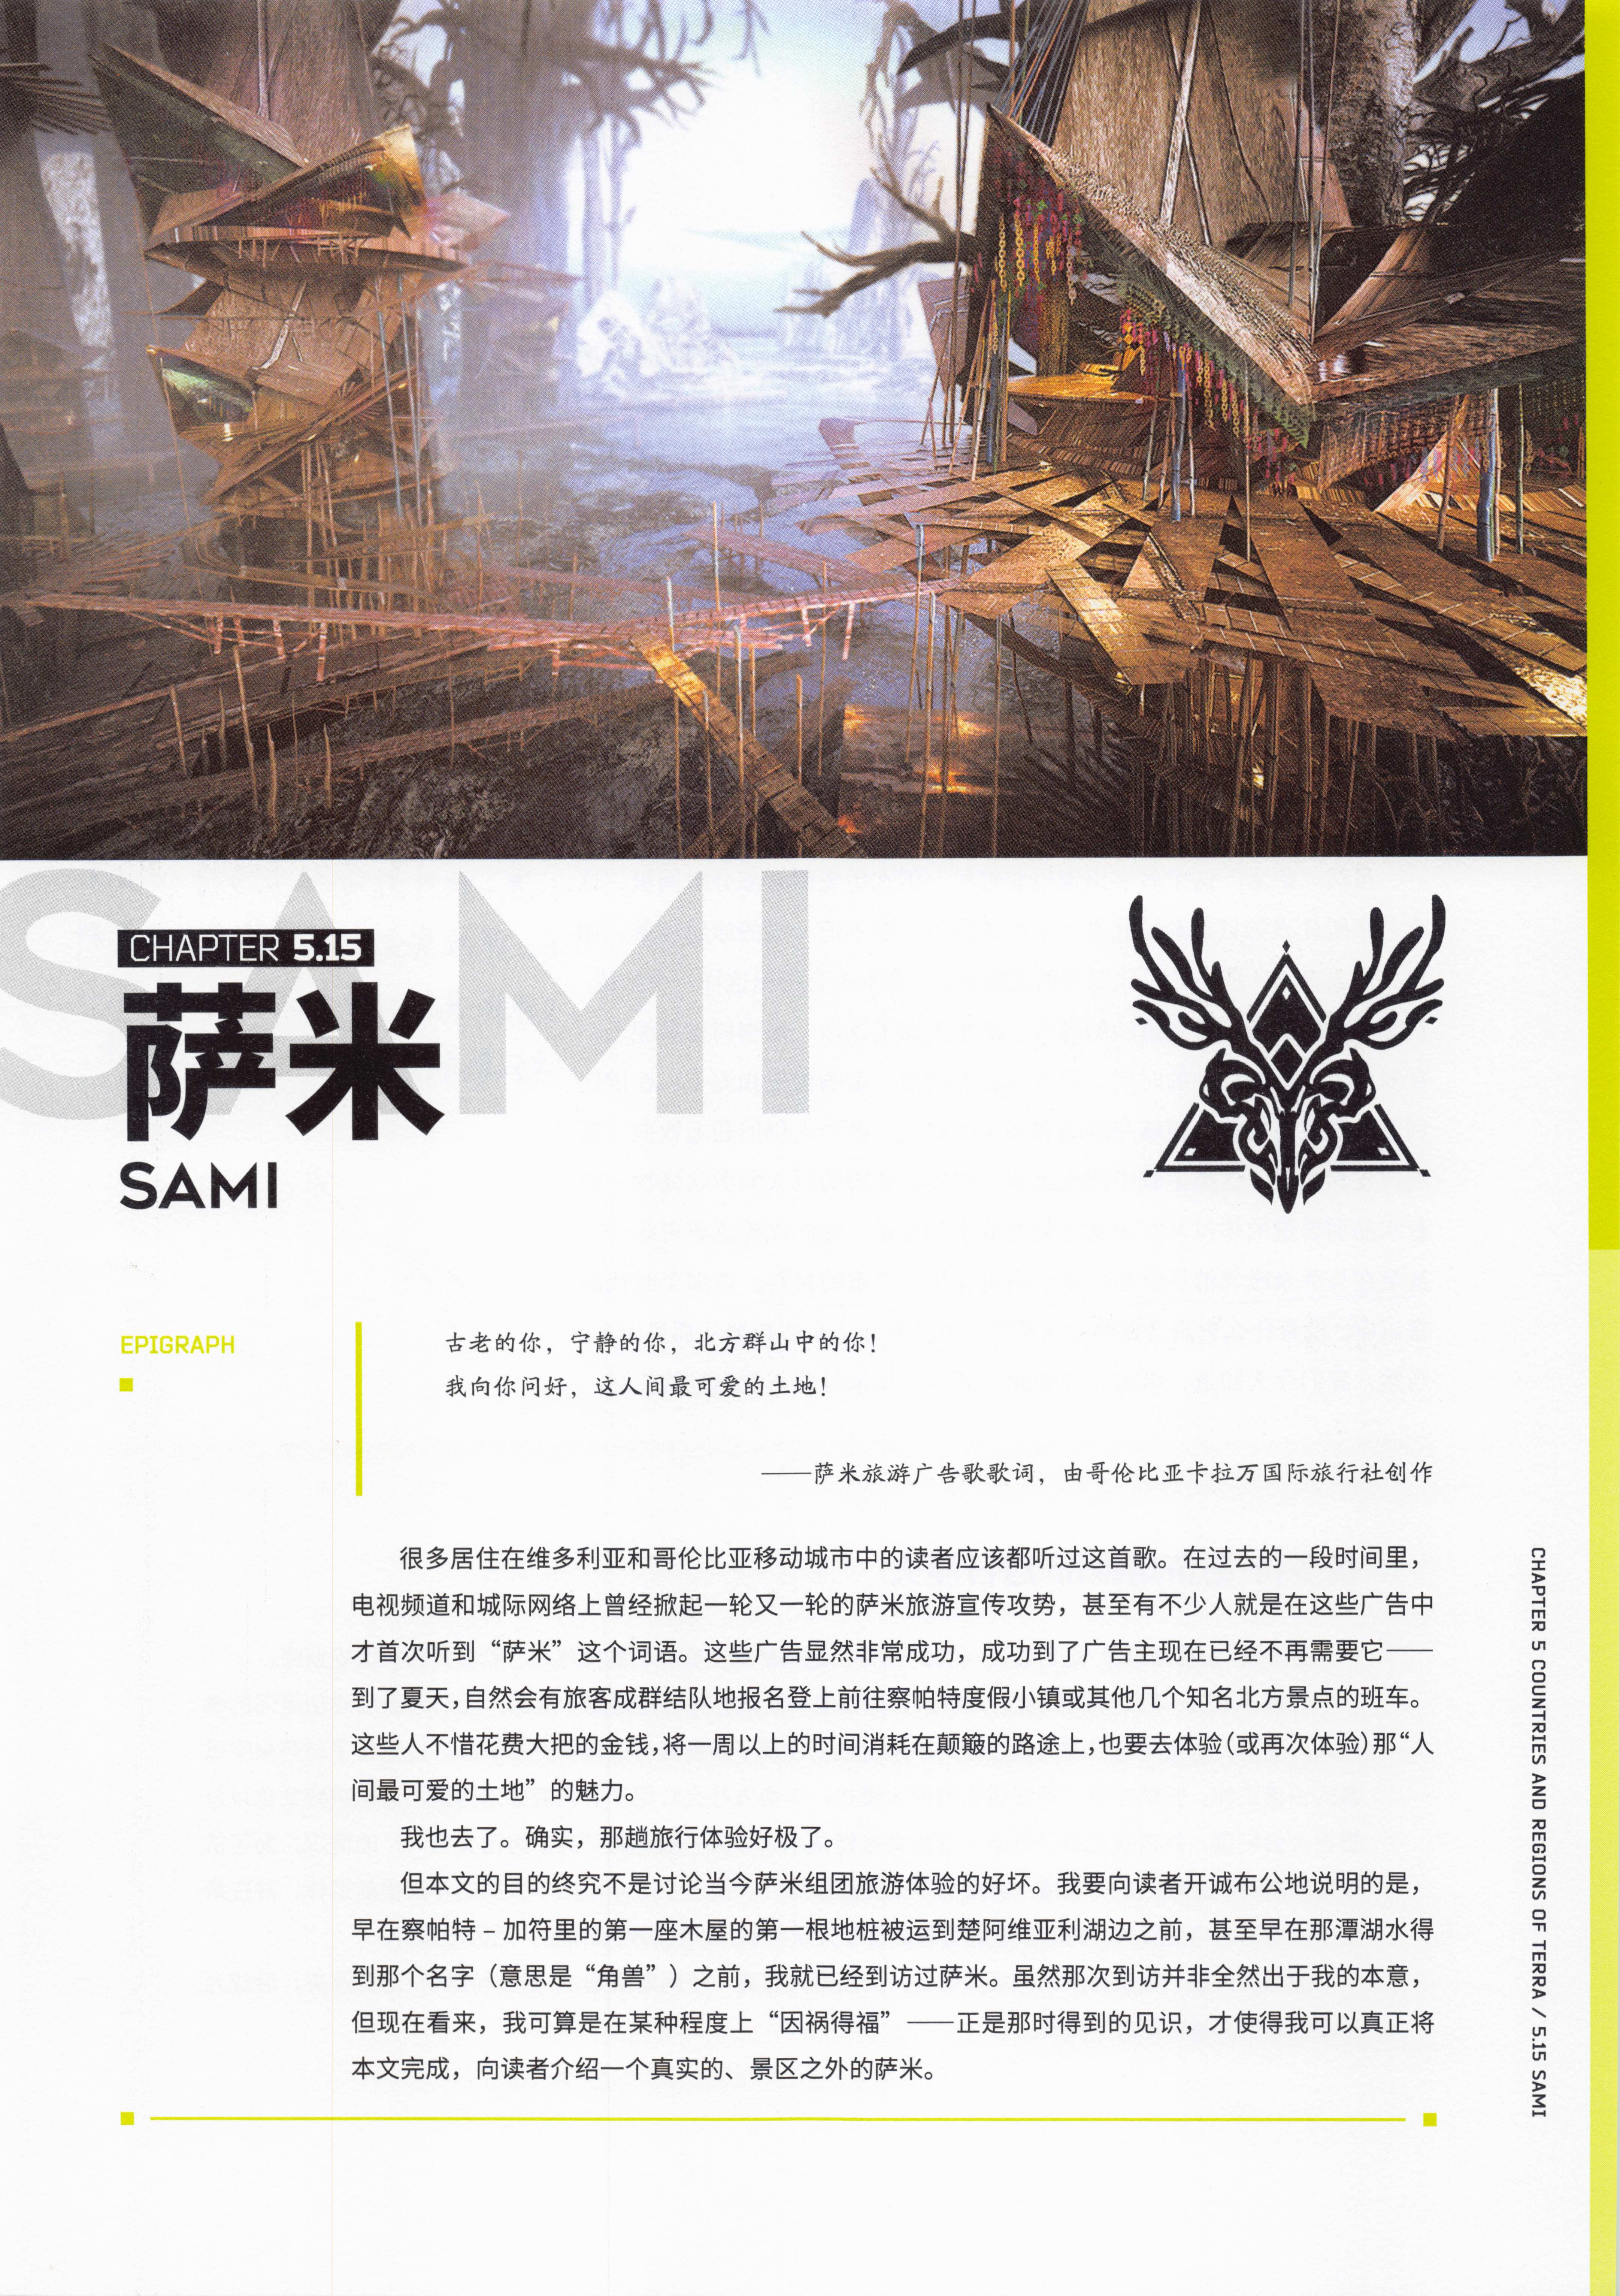 SAMI
CHAPTER 5.15
萨米
SAMI
EPIGRAPH
古老的你，宁静的你，北方群山中的你！
我向你问好，这人间最可爱的土地！
——萨米旅游广告歌歌词，由哥伦比亚卡拉万国际旅行社创作
很多居住在维多利亚和哥伦比亚移动城市中的读者应该都听过这首歌。在过去的一段时间里，
电视频道和城际网络上曾经掀起一轮又一轮的萨米旅游宣传攻势，甚至有不少人就是在这些广告中
才首次听到“萨米”这个词语。这些广告显然非常成功，成功到了广告主现在已经不再需要它——
到了夏天，自然会有旅客成群结队地报名登上前往察帕特度假小镇或其他几个知名北方景点的班车。
这些人不惜花费大把的金钱，将一周以上的时间消耗在颠簸的路途上，也要去体验（或再次体验）那“人
间最可爱的土地”的魅力。
我也去了。确实，那趟旅行体验好极了。
但本文的目的终究不是讨论当今萨米组团旅游体验的好坏。我要向读者开诚布公地说明的是，
早在察帕特－加符里的第一座木屋的第一根地桩被运到楚阿维亚利湖边之前，甚至早在那潭湖水得
到那个名字（意思是“角兽”）之前，我就已经到访过萨米。虽然那次到访并非全然出于我的本意，
但现在看来，我可算是在某种程度上“因祸得福”——正是那时得到的见识，才使得我可以真正将
本文完成，向读者介绍一个真实的、景区之外的萨米。
CHAPTER 5 COUNTRIES AND REGIONS OF TERRA / 5.15 SAMI